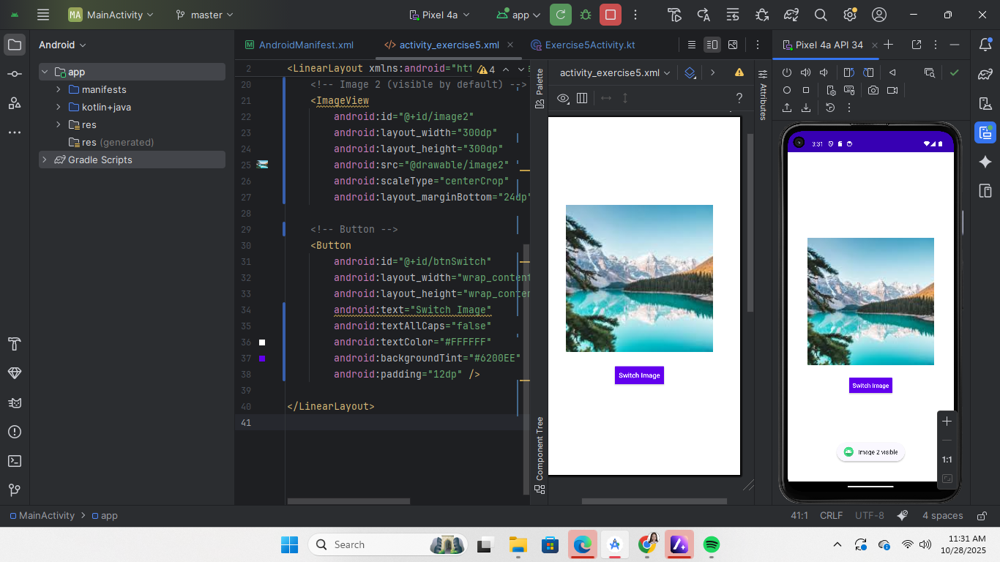 MA MainActivity master Pixel 4a app
Android
app
manifests
kotlin+java
res
res (generated)
Gradle Scripts
AndroidManifest.xml activity_exercise5.xml Exercise5Activity.kt
2 <LinearLayout xmlns:android="htt 4
20 <!-- Image 2 (visible by default) -->
21 <ImageView
22 android:id="@+id/image2"
23 android:layout_width="300dp"
24 android:layout_height="300dp"
25 android:src="@drawable/image2"
26 android:scaleType="centerCrop"
27 android:layout_marginBottom="24dp"
28
29 <!-- Button -->
30 <Button
31 android:id="@+id/btnSwitch"
32 android:layout_width="wrap_content
33 android:layout_height="wrap_conten
34 android:text="Switch Image"
35 android:textAllCaps="false"
36 android:textColor="#FFFFFF"
37 android:backgroundTint="#6200EE"
38 android:padding="12dp" />
39
40 </LinearLayout>
41
Palette
Component Tree
activity_exercise5.xml
?
Switch Image
Attributes
Pixel 4a API 34
3:31
Switch Image
Image 2 visible
1:1
MainActivity > app
41:1 CRLF UTF-8 4 spaces
Search
11:31 AM
10/28/2025